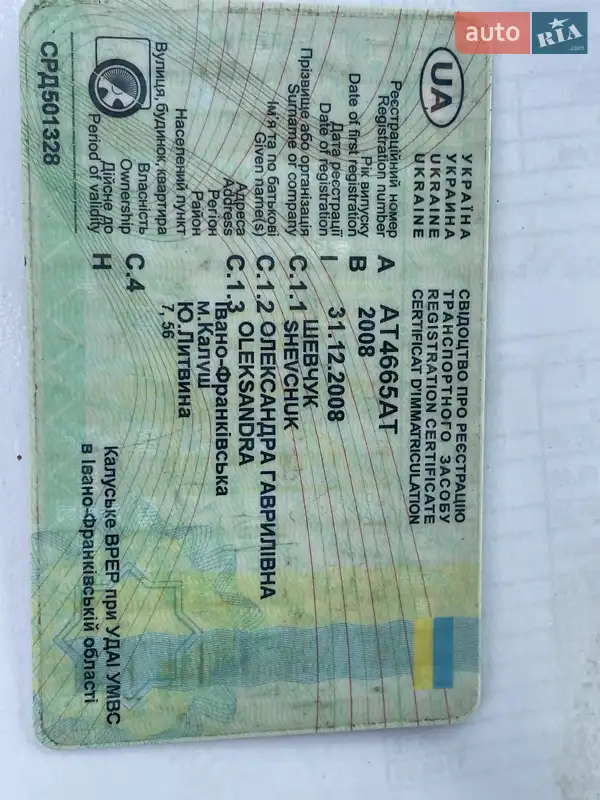 auto RIA .com
UA
УКРАЇНА
УКРАИНА
UKRAINE
UKRAINE
СВІДОЦТВО ПРО РЕЄСТРАЦІЮ
ТРАНСПОРТНОГО ЗАСОБУ
REGISTRATION CERTIFICATE
CERTIFICAT D'IMMATRICULATION
Реєстраційний номер A AT4665AT
Registration number
Рік випуску B 2008
Date of first registration
Дата реєстрації I 31.12.2008
Date of registration
Прізвище або організація C.1.1 ШЕВЧУК
Surname or company SHEVCHUK
Ім'я та по батькові C.1.2 ОЛЕКСАНДРА ГАВРИЛІВНА
Given name(s) OLEKSANDRA
Адреса C.1.3 Івано-Франківська
Address
Регіон м.Калуш
Район
Населений пункт Ю.Литвина
Вулиця, будинок, квартира 7, 56
Власність C.4
Ownership
Дійсне до H
Period of validity
Калуське ВРЕР при УДАІ УМВС
в Івано-Франківській області
СРД501328